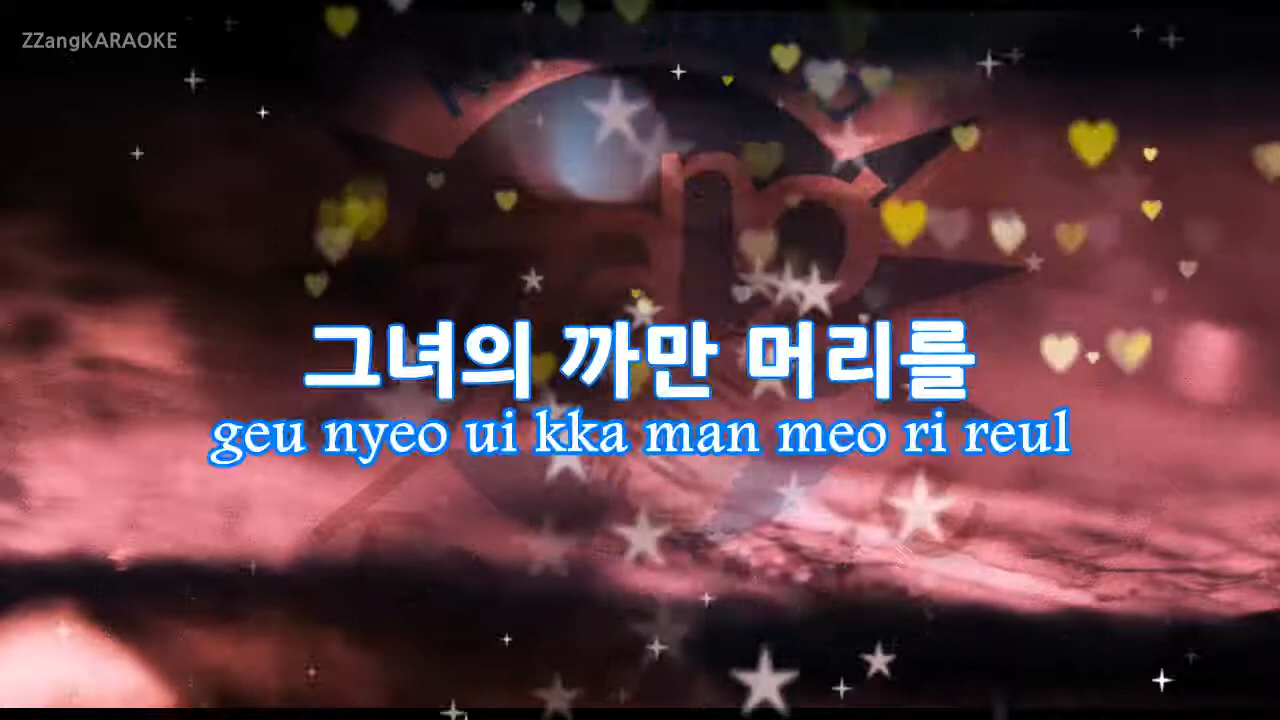 ZZangKARAOKE
그녀의 까만 머리를
geu nyeo ui kka man meo ri reul